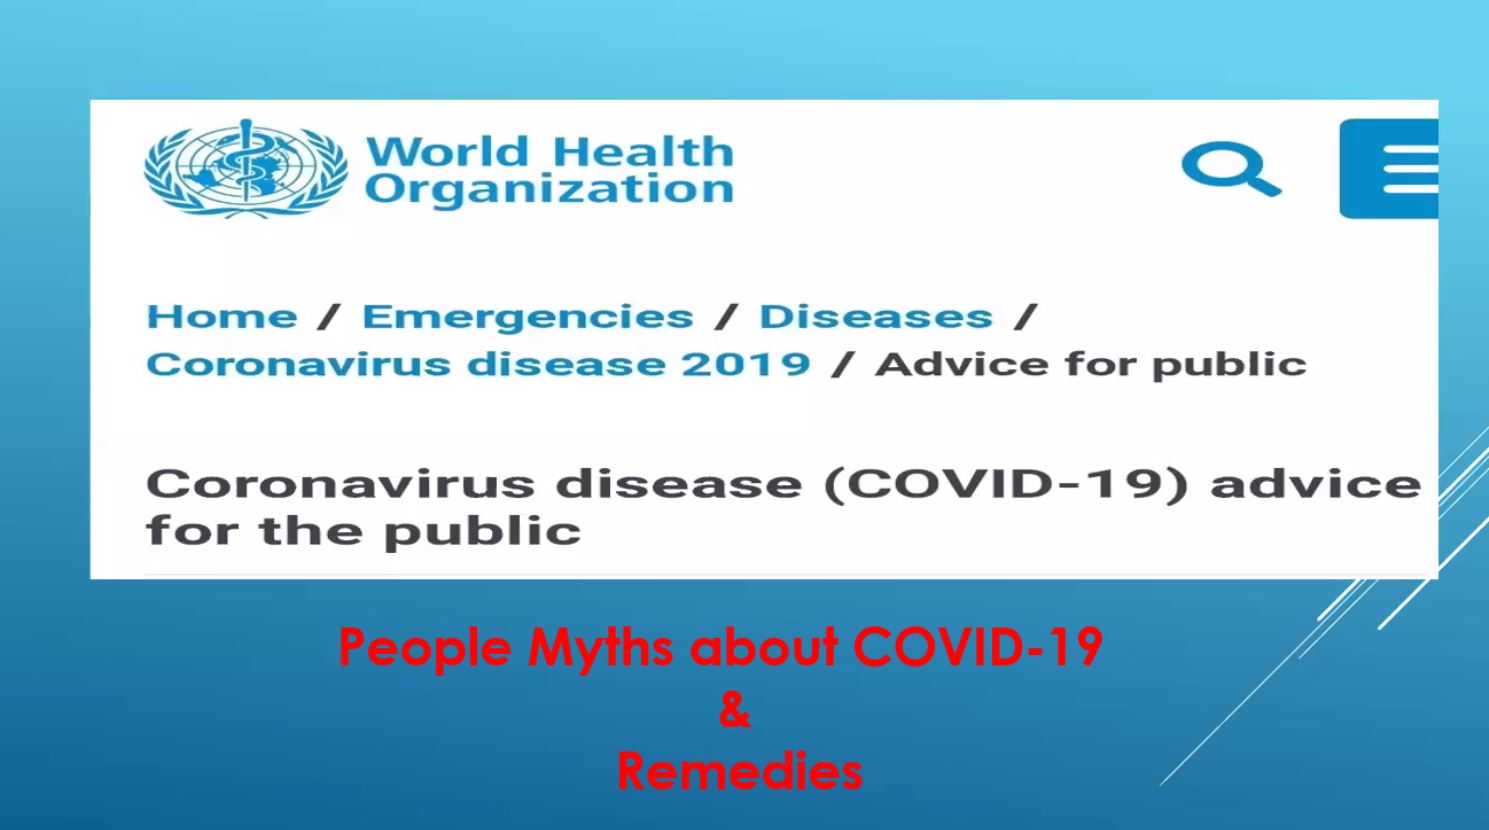 World Health
Organization
Home / Emergencies / Diseases /
Coronavirus disease 2019 / Advice for public
Coronavirus disease (COVID-19) advice
for the public
People Myths about COVID-19
&
Remedies